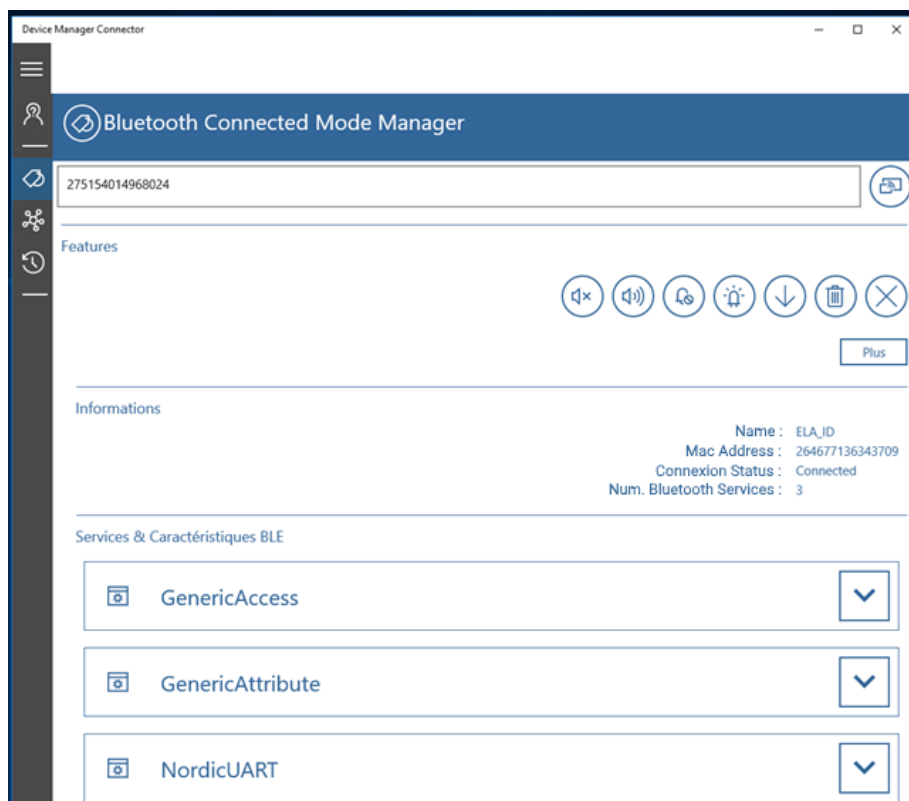 Device Manager Connector
Bluetooth Connected Mode Manager
275154014968024
Features
Plus
Informations
Name : ELA_ID
Mac Address : 264677136343709
Connexion Status : Connected
Num. Bluetooth Services : 3
Services & Caractéristiques BLE
GenericAccess
GenericAttribute
NordicUART